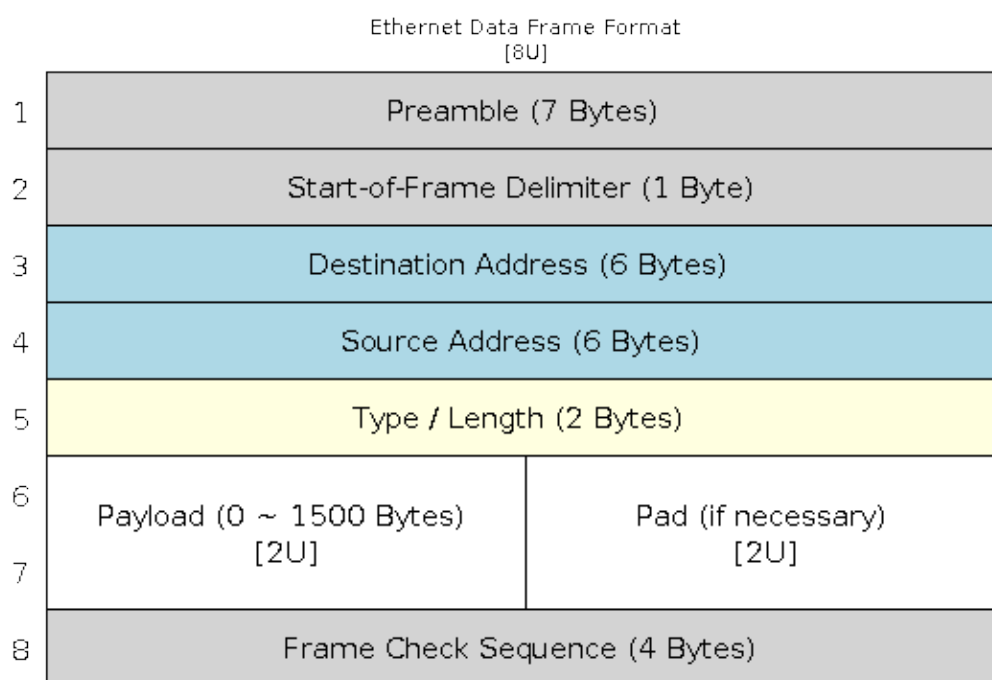 Ethernet Data Frame Format
[8U]
1
Preamble (7 Bytes)
2
Start-of-Frame Delimiter (1 Byte)
3
Destination Address (6 Bytes)
4
Source Address (6 Bytes)
5
Type / Length (2 Bytes)
6
Payload (0 ~ 1500 Bytes)
[2U]
Pad (if necessary)
[2U]
7
8
Frame Check Sequence (4 Bytes)